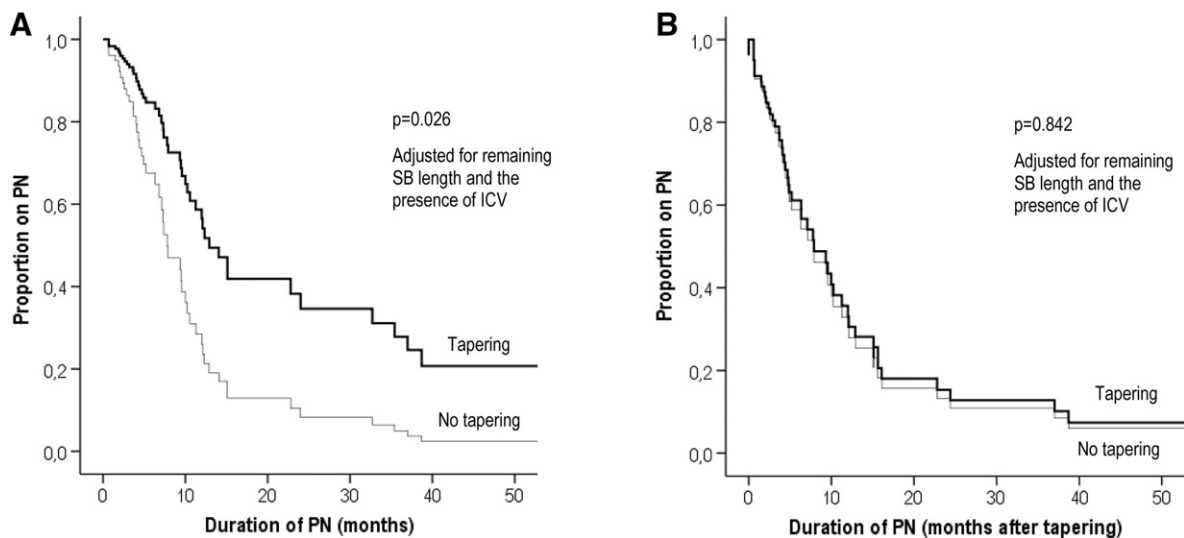 A
1,0
0,8
0,6
0,4
0,2
0,0
Proportion on PN
p=0.026
Adjusted for remaining
SB length and the
presence of ICV
Tapering
No tapering
0 10 20 30 40 50
Duration of PN (months)
B
1,0
0,8
0,6
0,4
0,2
0,0
Proportion on PN
p=0.842
Adjusted for remaining
SB length and the
presence of ICV
Tapering
No tapering
0 10 20 30 40 50
Duration of PN (months after tapering)